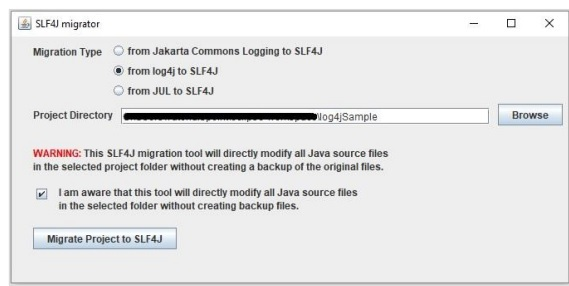 SLF4J migrator
Migration Type
from Jakarta Commons Logging to SLF4J
from log4j to SLF4J
from JUL to SLF4J
Project Directory
\log4jSample
Browse
WARNING: This SLF4J migration tool will directly modify all Java source files
in the selected project folder without creating a backup of the original files.
I am aware that this tool will directly modify all Java source files
in the selected folder without creating backup files.
Migrate Project to SLF4J